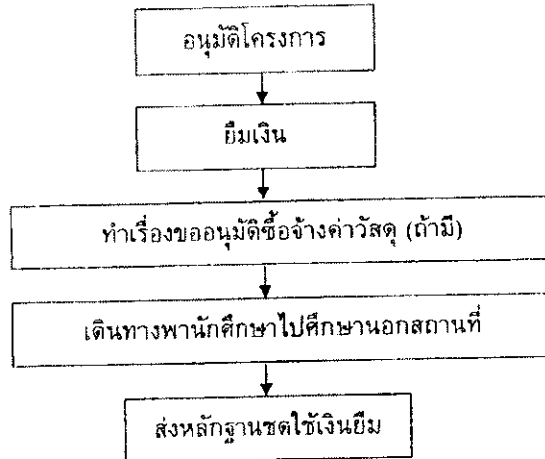 อนุมัติโครงการ
ยืมเงิน
ทำเรื่องขออนุมัติซื้อจ้างค่าวัสดุ (ถ้ามี)
เดินทางพานักศึกษาไปศึกษานอกสถานที่
ส่งหลักฐานชดใช้เงินยืม